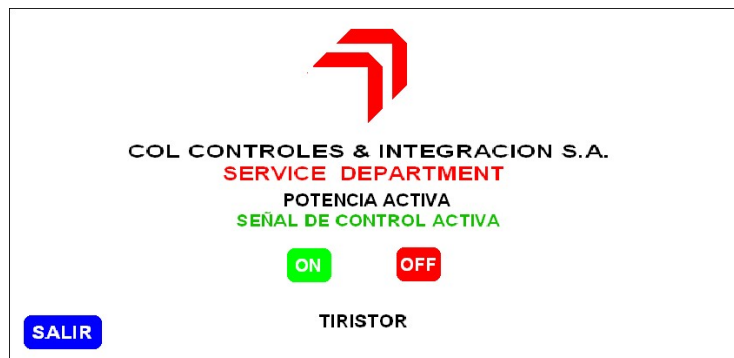 COL CONTROLES & INTEGRACION S.A.
SERVICE DEPARTMENT
POTENCIA ACTIVA
SEÑAL DE CONTROL ACTIVA
ON OFF
TIRISTOR
SALIR